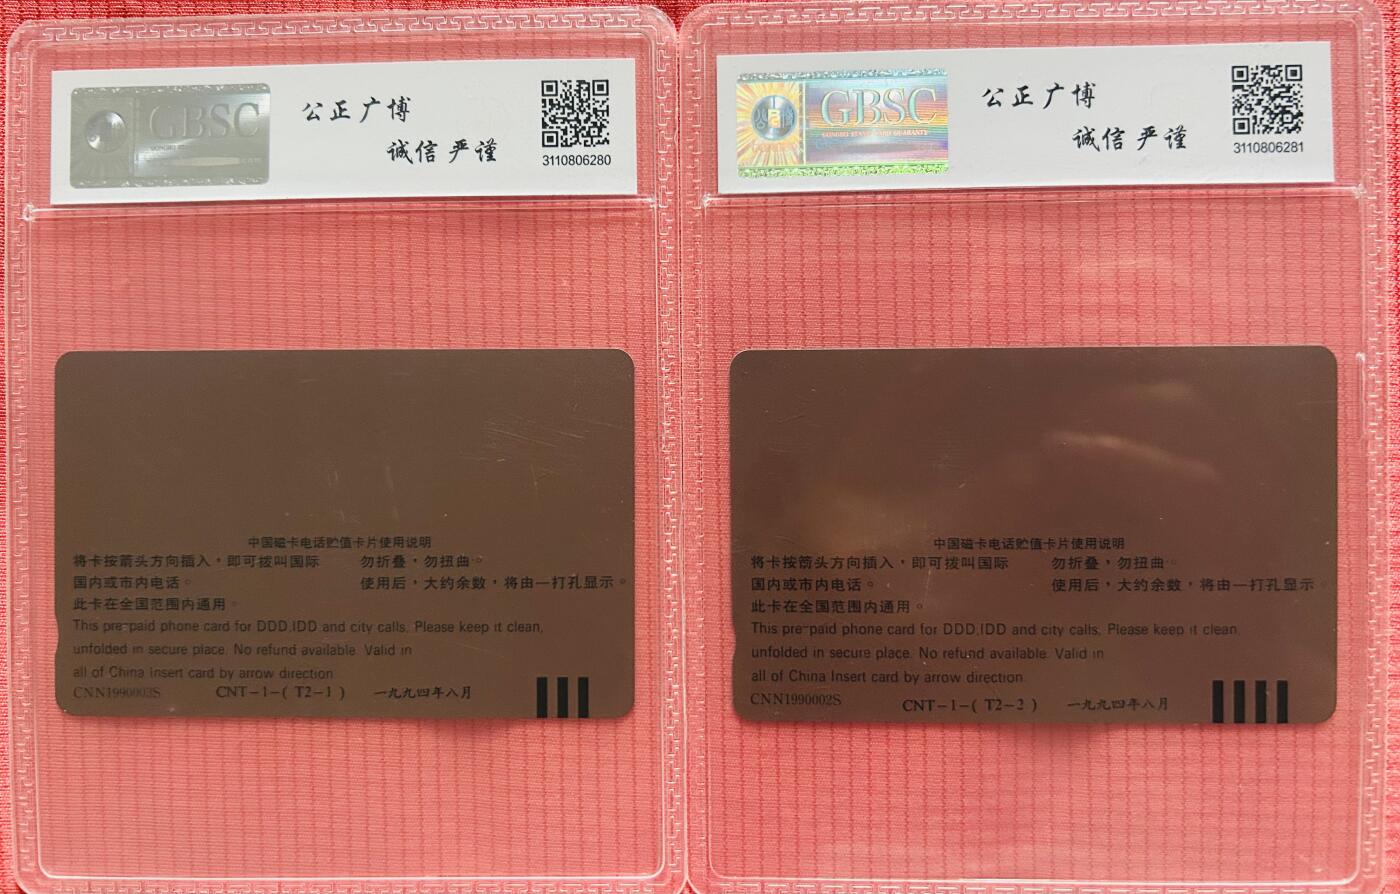 GBSC
公正广博
诚信严谨
3110806280
中国磁卡电话贮值卡片使用说明
将卡按箭头方向插入，即可拨叫国际 勿折叠，勿扭曲。
国内或市内电话。 使用后，大约余数，将由一打孔显示。
此卡在全国范围内通用。
This pre-paid phone card for DDD,IDD and city calls. Please keep it clean,
unfolded in secure place. No refund available. Valid in
all of China Insert card by arrow direction.
CNN1990002S CNT-1-( T2-1 ) 一九九四年八月
GBSC
GONGBO STAMP CARD GUARANTY
公正广博
诚信严谨
3110806281
中国磁卡电话贮值卡片使用说明
将卡按箭头方向插入，即可拨叫国际 勿折叠，勿扭曲。
国内或市内电话。 使用后，大约余数，将由一打孔显示。
此卡在全国范围内通用。
This pre-paid phone card for DDD,IDD and city calls. Please keep it clean,
unfolded in secure place. No refund available. Valid in
all of China Insert card by arrow direction.
CNN1990002S CNT-1-( T2-2 ) 一九九四年八月